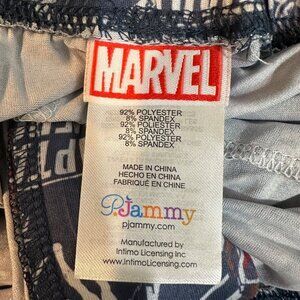 MARVEL
92% POLYESTER
8% SPANDEX
92% POLIESTER
8% SPANDEX
92% POLYESTER
8% SPANDEX
MADE IN CHINA
HECHO EN CHINA
FABRIQUÉ EN CHINE
PJammy
pjammy.com
Manufactured by
Intimo Licensing Inc
www.intimoLicensing.com